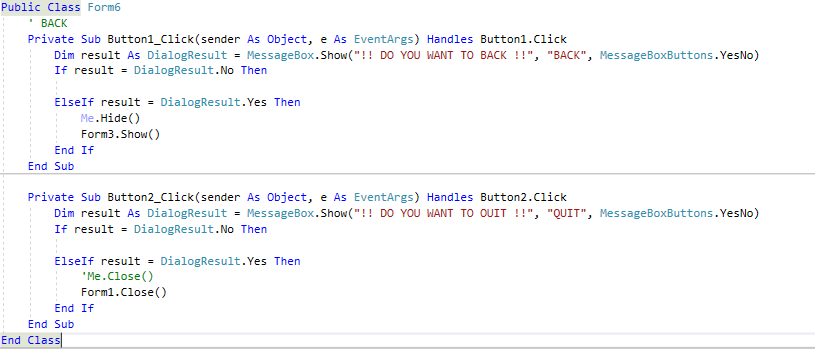 Public Class Form6
' BACK
Private Sub Button1_Click(sender As Object, e As EventArgs) Handles Button1.Click
Dim result As DialogResult = MessageBox.Show("!! DO YOU WANT TO BACK !!", "BACK", MessageBoxButtons.YesNo)
If result = DialogResult.No Then
ElseIf result = DialogResult.Yes Then
Me.Hide()
Form3.Show()
End If
End Sub
Private Sub Button2_Click(sender As Object, e As EventArgs) Handles Button2.Click
Dim result As DialogResult = MessageBox.Show("!! DO YOU WANT TO OUIT !!", "QUIT", MessageBoxButtons.YesNo)
If result = DialogResult.No Then
ElseIf result = DialogResult.Yes Then
'Me.Close()
Form1.Close()
End If
End Sub
End Class